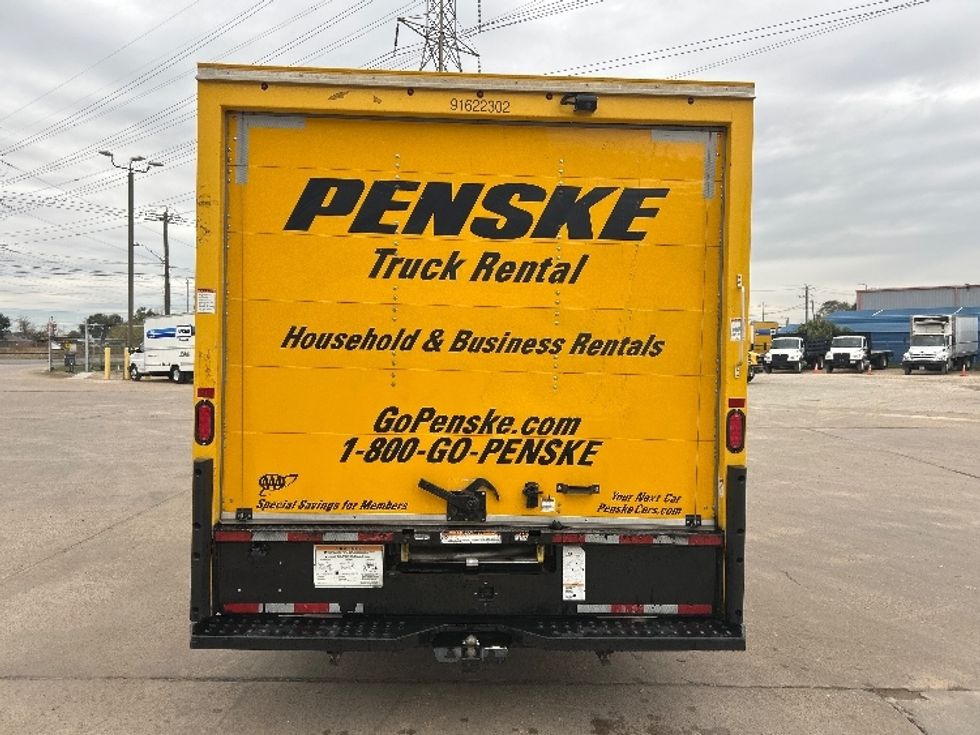 91622302
PENSKE
Truck Rental
Household & Business Rentals
GoPenske.com
1-800-GO-PENSKE
AAA
Special Savings for Members
Your Next Car
PenskeCars.com